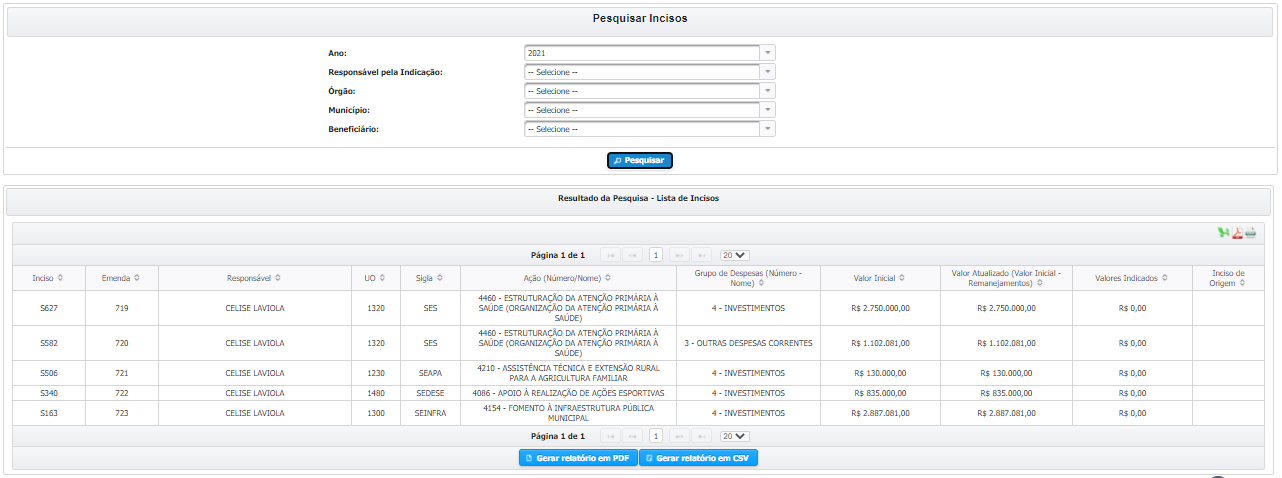 Pesquisar Incisos
Ano: 2021
Responsável pela Indicação: -- Selecione --
Órgão: -- Selecione --
Município: -- Selecione --
Beneficiário: -- Selecione --
Pesquisar
Resultado da Pesquisa - Lista de Incisos
Página 1 de 1 1 20
Inciso Emenda Responsável UO Sigla Ação (Número/Nome) Grupo de Despesas (Número - Nome) Valor Inicial Valor Atualizado (Valor Inicial - Remanejamentos) Valores Indicados Inciso de Origem
S627 719 CELISE LAVIOLA 1320 SES 4460 - ESTRUTURAÇÃO DA ATENÇÃO PRIMÁRIA À SAÚDE (ORGANIZAÇÃO DA ATENÇÃO PRIMÁRIA À SAÚDE) 4 - INVESTIMENTOS R$ 2.750.000,00 R$ 2.750.000,00 R$ 0,00
S582 720 CELISE LAVIOLA 1320 SES 4460 - ESTRUTURAÇÃO DA ATENÇÃO PRIMÁRIA À SAÚDE (ORGANIZAÇÃO DA ATENÇÃO PRIMÁRIA À SAÚDE) 3 - OUTRAS DESPESAS CORRENTES R$ 1.102.081,00 R$ 1.102.081,00 R$ 0,00
S506 721 CELISE LAVIOLA 1230 SEAPA 4210 - ASSISTÊNCIA TÉCNICA E EXTENSÃO RURAL PARA A AGRICULTURA FAMILIAR 4 - INVESTIMENTOS R$ 130.000,00 R$ 130.000,00 R$ 0,00
S340 722 CELISE LAVIOLA 1480 SEDESE 4086 - APOIO À REALIZAÇÃO DE AÇÕES ESPORTIVAS 4 - INVESTIMENTOS R$ 835.000,00 R$ 835.000,00 R$ 0,00
S163 723 CELISE LAVIOLA 1300 SEINFRA 4154 - FOMENTO À INFRAESTRUTURA PÚBLICA MUNICIPAL 4 - INVESTIMENTOS R$ 2.887.081,00 R$ 2.887.081,00 R$ 0,00
Página 1 de 1 1 20
Gerar relatório em PDF Gerar relatório em CSV